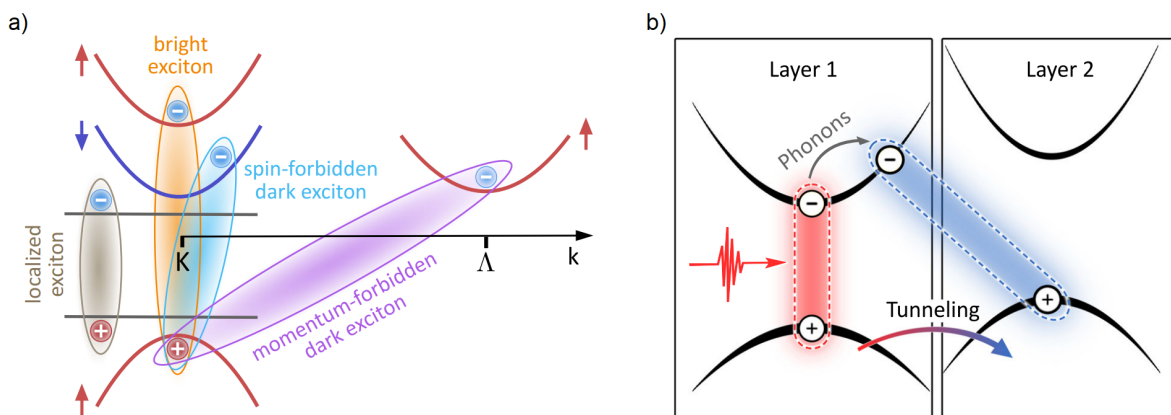 a)
bright
exciton
spin-forbidden
dark exciton
localized
exciton
K
Λ
k
momentum-forbidden
dark exciton
b)
Layer 1
Layer 2
Phonons
Tunneling